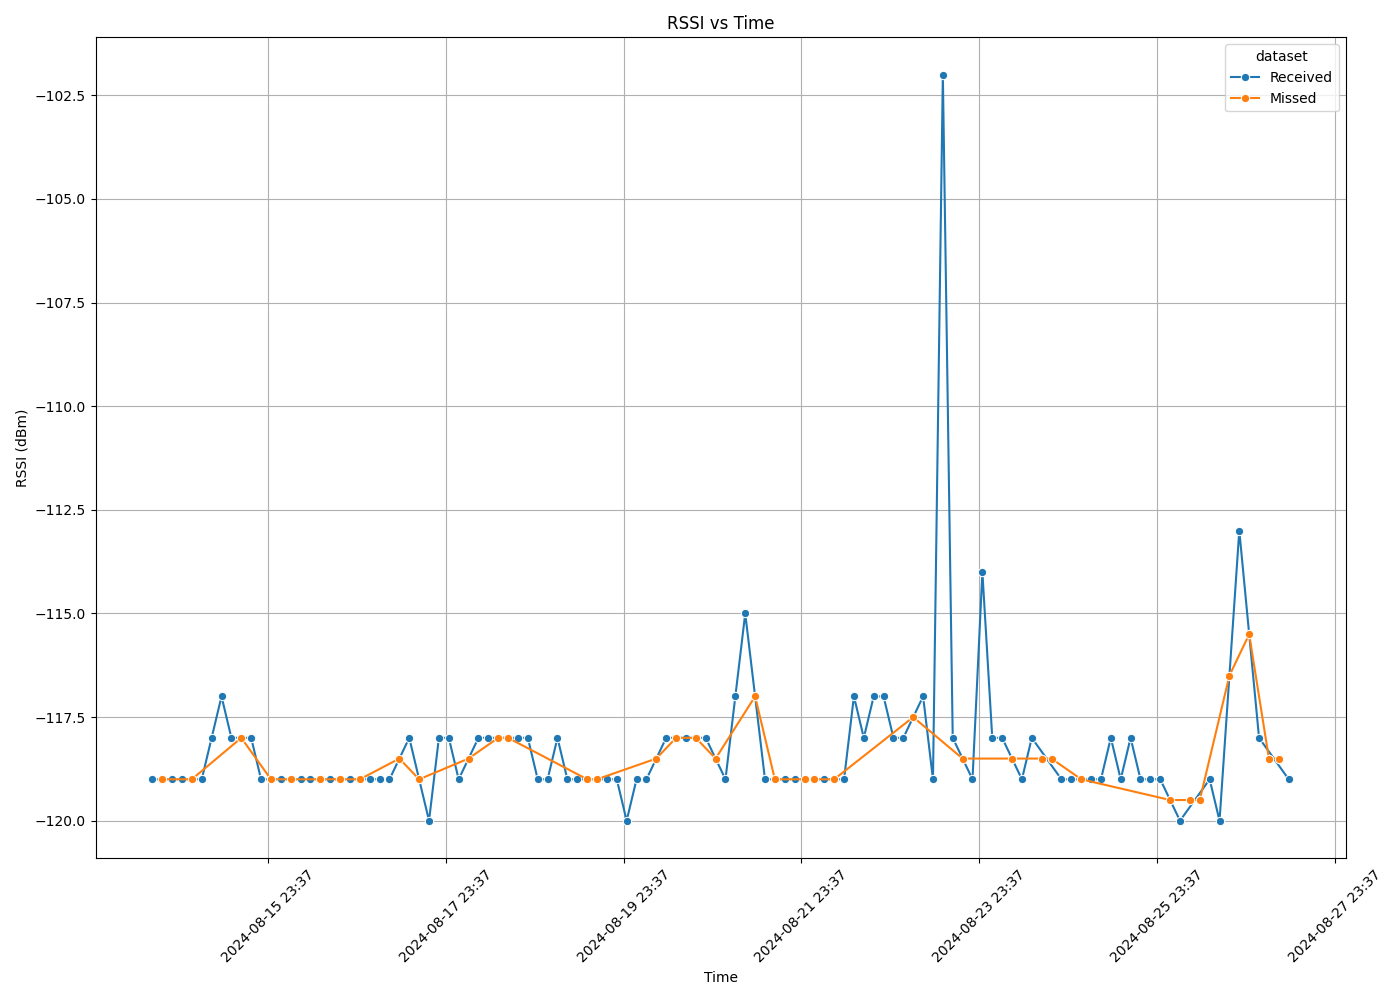 RSSI vs Time
dataset
Received
Missed
RSSI (dBm)
−102.5
−105.0
−107.5
−110.0
−112.5
−115.0
−117.5
−120.0
2024-08-15 23:37
2024-08-17 23:37
2024-08-19 23:37
2024-08-21 23:37
2024-08-23 23:37
2024-08-25 23:37
2024-08-27 23:37
Time